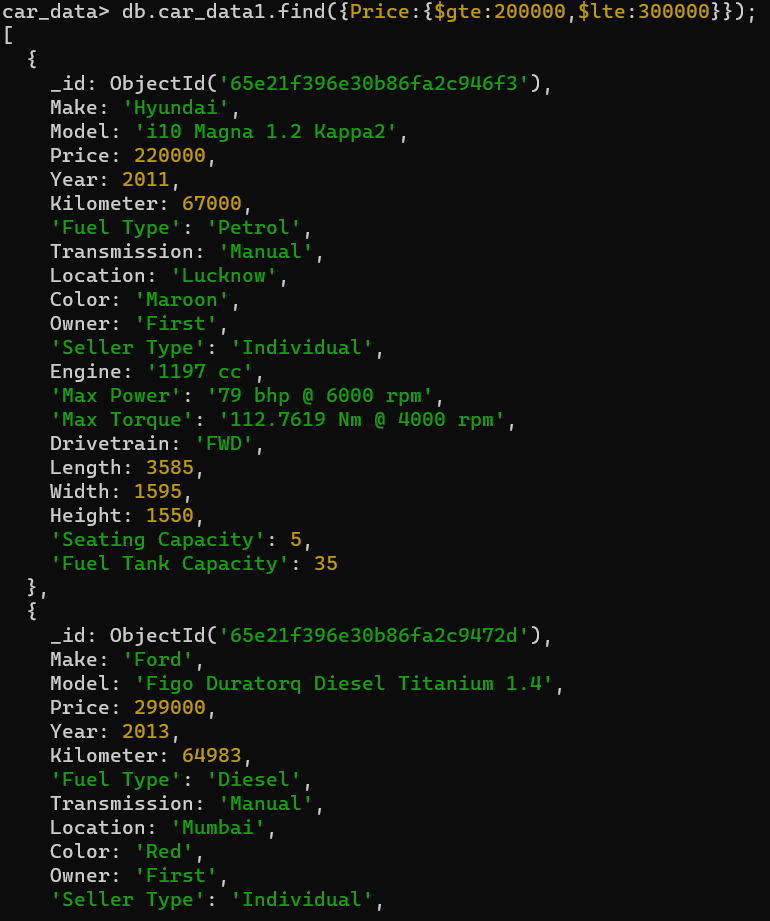 car_data> db.car_data1.find({Price:{$gte:200000,$lte:300000}});
[
  {
    _id: ObjectId('65e21f396e30b86fa2c946f3'),
    Make: 'Hyundai',
    Model: 'i10 Magna 1.2 Kappa2',
    Price: 220000,
    Year: 2011,
    Kilometer: 67000,
    'Fuel Type': 'Petrol',
    Transmission: 'Manual',
    Location: 'Lucknow',
    Color: 'Maroon',
    Owner: 'First',
    'Seller Type': 'Individual',
    Engine: '1197 cc',
    'Max Power': '79 bhp @ 6000 rpm',
    'Max Torque': '112.7619 Nm @ 4000 rpm',
    Drivetrain: 'FWD',
    Length: 3585,
    Width: 1595,
    Height: 1550,
    'Seating Capacity': 5,
    'Fuel Tank Capacity': 35
  },
  {
    _id: ObjectId('65e21f396e30b86fa2c9472d'),
    Make: 'Ford',
    Model: 'Figo Duratorq Diesel Titanium 1.4',
    Price: 299000,
    Year: 2013,
    Kilometer: 64983,
    'Fuel Type': 'Diesel',
    Transmission: 'Manual',
    Location: 'Mumbai',
    Color: 'Red',
    Owner: 'First',
    'Seller Type': 'Individual',